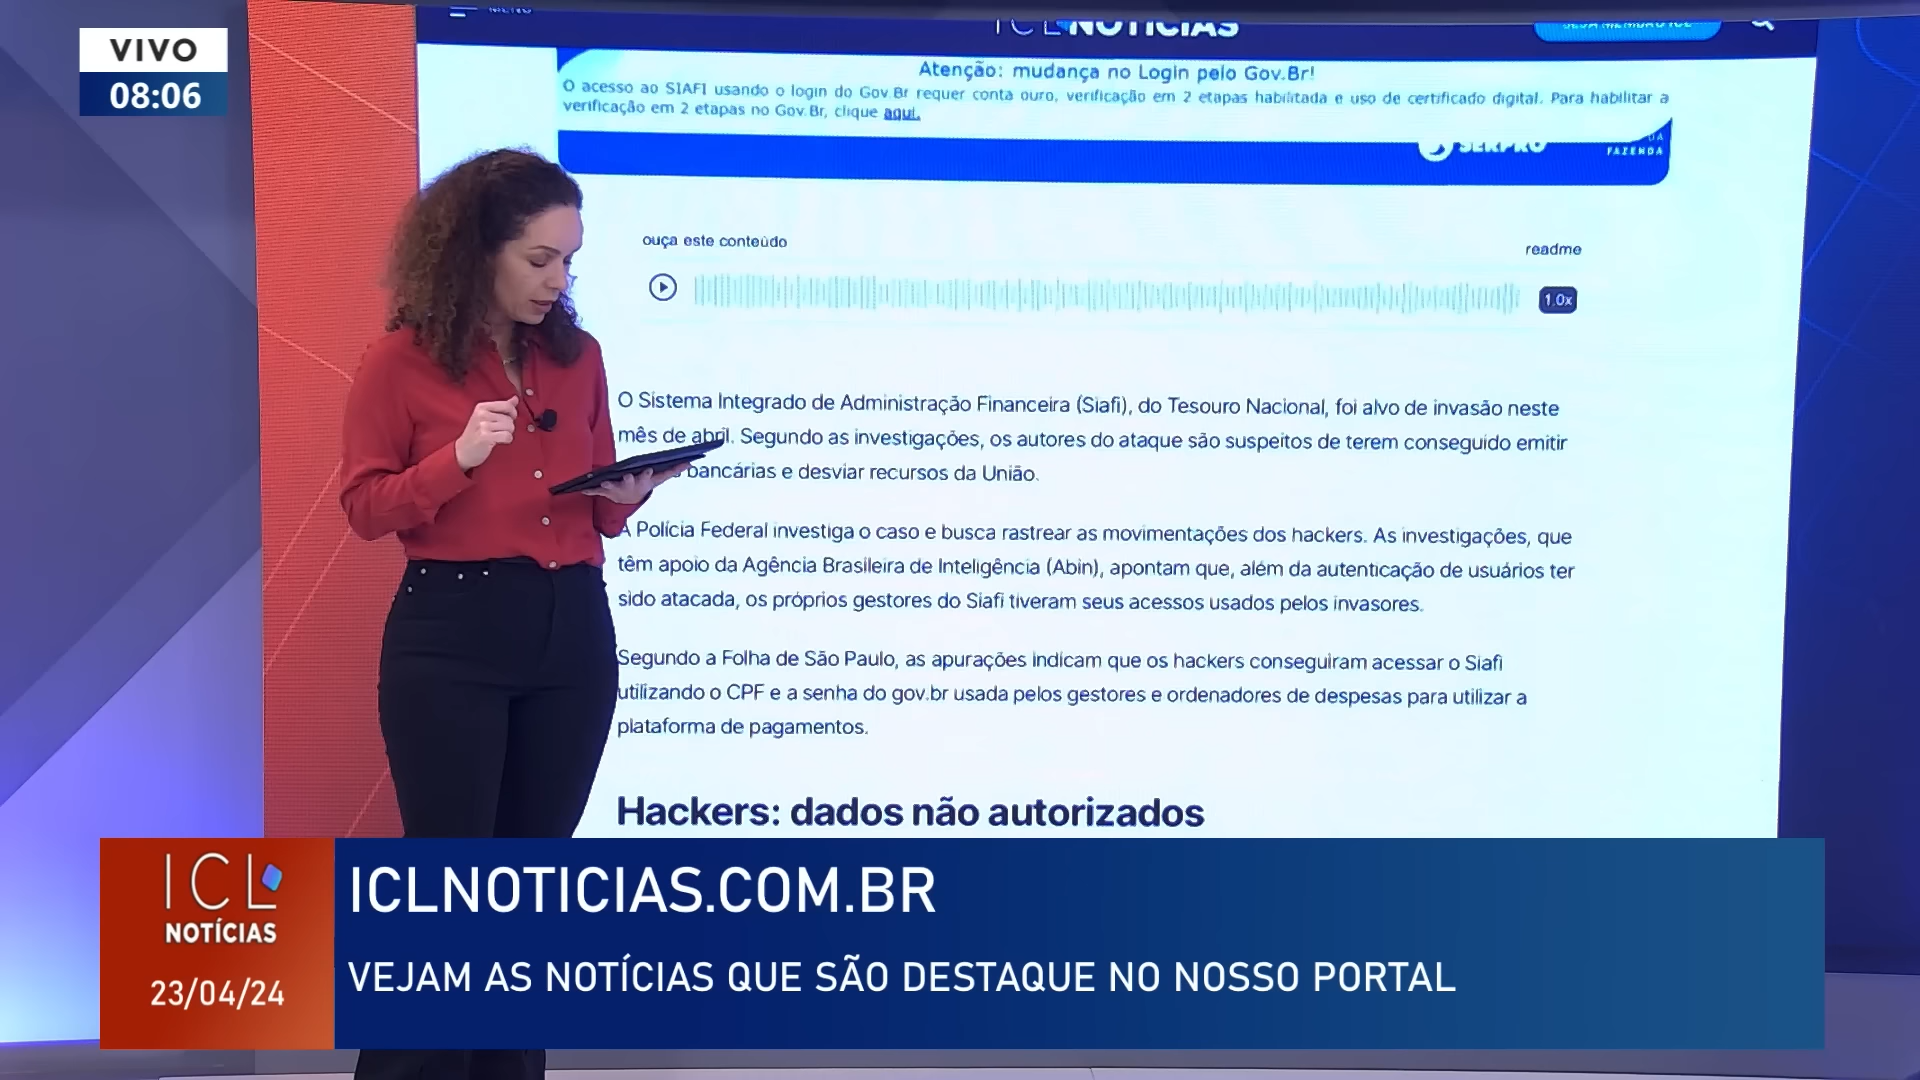 VIVO
08:06
MENU
ICL NOTÍCIAS
SEJA MEMBRO ICL
Atenção: mudança no Login pelo Gov.Br!
O acesso ao SIAFI usando o login do Gov.Br requer conta ouro, verificação em 2 etapas habilitada e uso de certificado digital. Para habilitar a
verificação em 2 etapas no Gov.Br, clique aqui.
SERPRO
DA
FAZENDA
ouça este conteúdo
readme
1.0x
O Sistema Integrado de Administração Financeira (Siafi), do Tesouro Nacional, foi alvo de invasão neste
mês de abril. Segundo as investigações, os autores do ataque são suspeitos de terem conseguido emitir
bancárias e desviar recursos da União.
A Polícia Federal investiga o caso e busca rastrear as movimentações dos hackers. As investigações, que
têm apoio da Agência Brasileira de Inteligência (Abin), apontam que, além da autenticação de usuários ter
sido atacada, os próprios gestores do Siafi tiveram seus acessos usados pelos invasores.
Segundo a Folha de São Paulo, as apurações indicam que os hackers conseguiram acessar o Siafi
utilizando o CPF e a senha do gov.br usada pelos gestores e ordenadores de despesas para utilizar a
plataforma de pagamentos.
Hackers: dados não autorizados
ICL
NOTÍCIAS
23/04/24
ICLNOTICIAS.COM.BR
VEJAM AS NOTÍCIAS QUE SÃO DESTAQUE NO NOSSO PORTAL